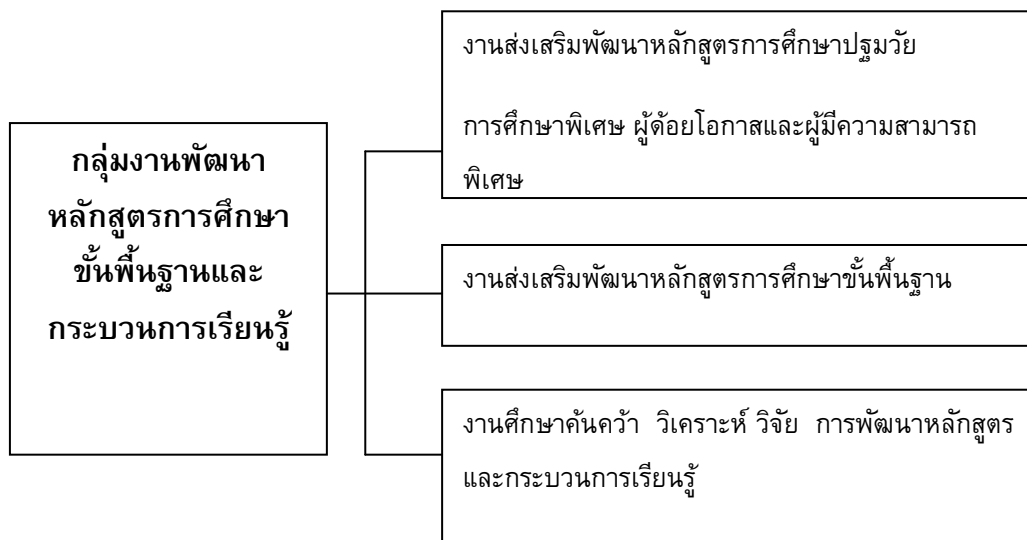 กลุ่มงานพัฒนา
หลักสูตรการศึกษา
ขั้นพื้นฐานและ
กระบวนการเรียนรู้
งานส่งเสริมพัฒนาหลักสูตรการศึกษาปฐมวัย
การศึกษาพิเศษ ผู้ด้อยโอกาสและผู้มีความสามารถ
พิเศษ
งานส่งเสริมพัฒนาหลักสูตรการศึกษาขั้นพื้นฐาน
งานศึกษาค้นคว้า วิเคราะห์ วิจัย การพัฒนาหลักสูตร
และกระบวนการเรียนรู้